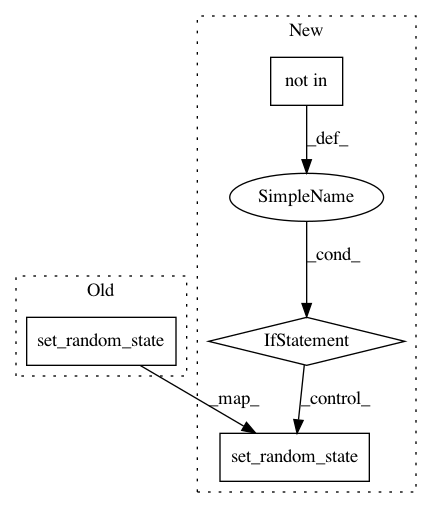 New
not in
_def_
SimpleName
_cond_
Old
set_random_state
IfStatement
_map_
_control_
set_random_state